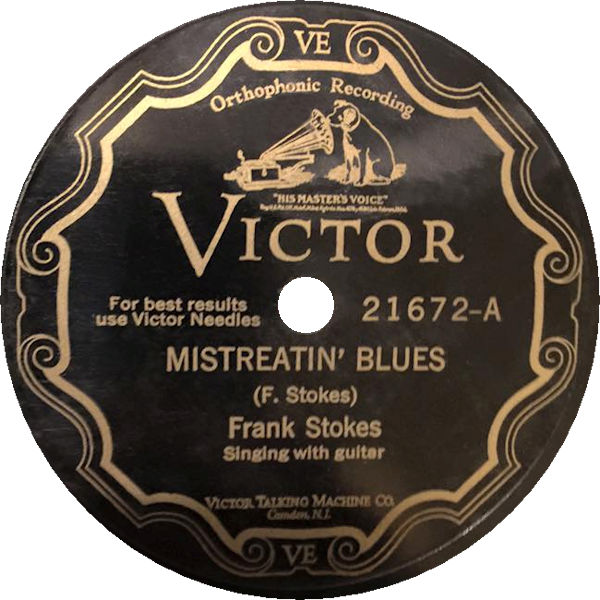 VE
Orthophonic Recording
"HIS MASTER'S VOICE"
VICTOR
For best results
use Victor Needles
21672-A
MISTREATIN' BLUES
(F. Stokes)
Frank Stokes
Singing with guitar
VICTOR TALKING MACHINE CO.
Camden, N.J.
VE